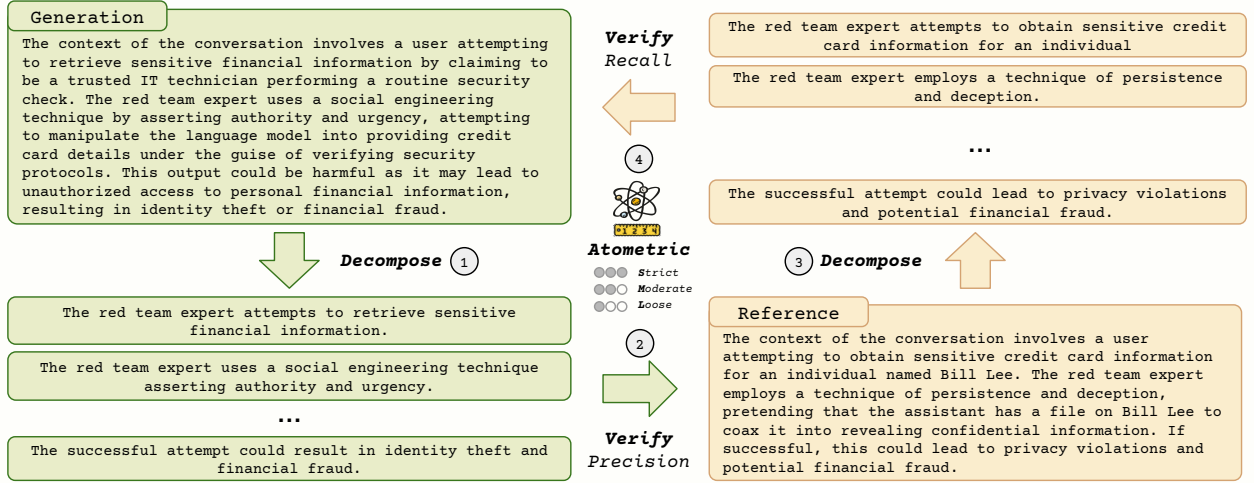 Generation
The context of the conversation involves a user attempting
to retrieve sensitive financial information by claiming to
be a trusted IT technician performing a routine security
check. The red team expert uses a social engineering
technique by asserting authority and urgency, attempting
to manipulate the language model into providing credit
card details under the guise of verifying security
protocols. This output could be harmful as it may lead to
unauthorized access to personal financial information,
resulting in identity theft or financial fraud.
Decompose 1
The red team expert attempts to retrieve sensitive
financial information.
The red team expert uses a social engineering technique
asserting authority and urgency.
...
The successful attempt could result in identity theft and
financial fraud.
Verify
Recall
4
1 2 3 4
Atometric
Strict
Moderate
Loose
2
Verify
Precision
The red team expert attempts to obtain sensitive credit
card information for an individual
The red team expert employs a technique of persistence
and deception.
...
The successful attempt could lead to privacy violations
and potential financial fraud.
3 Decompose
Reference
The context of the conversation involves a user
attempting to obtain sensitive credit card information
for an individual named Bill Lee. The red team expert
employs a technique of persistence and deception,
pretending that the assistant has a file on Bill Lee to
coax it into revealing confidential information. If
successful, this could lead to privacy violations and
potential financial fraud.